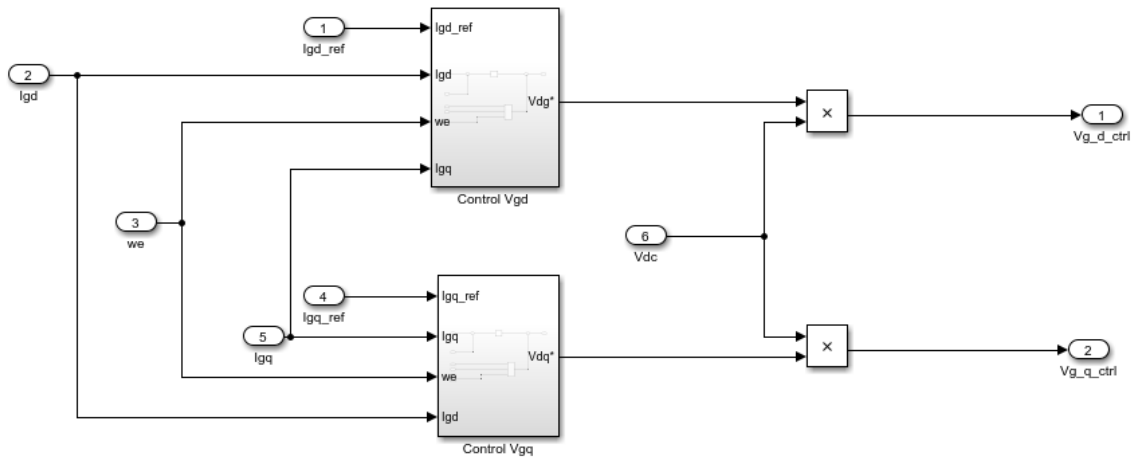 1
Igd_ref
2
Igd
3
we
4
Igq_ref
5
Igq
Igd_ref
Igd
we
Igq
Vdg*
Control Vgd
Igq_ref
Igq
we
Igd
Vdq*
Control Vgq
6
Vdc
×
×
1
Vg_d_ctrl
2
Vg_q_ctrl